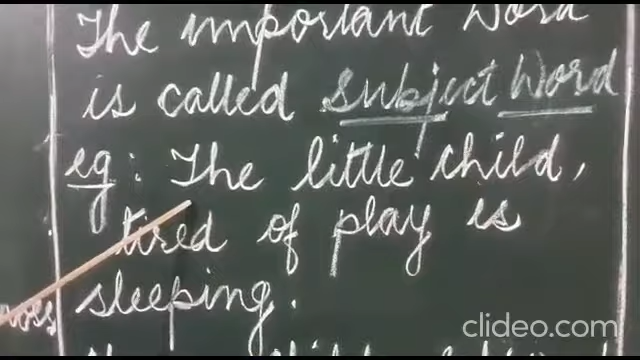 The important Word
is called Subject Word
eg: The little child,
tired of play is
sleeping.
clideo.com